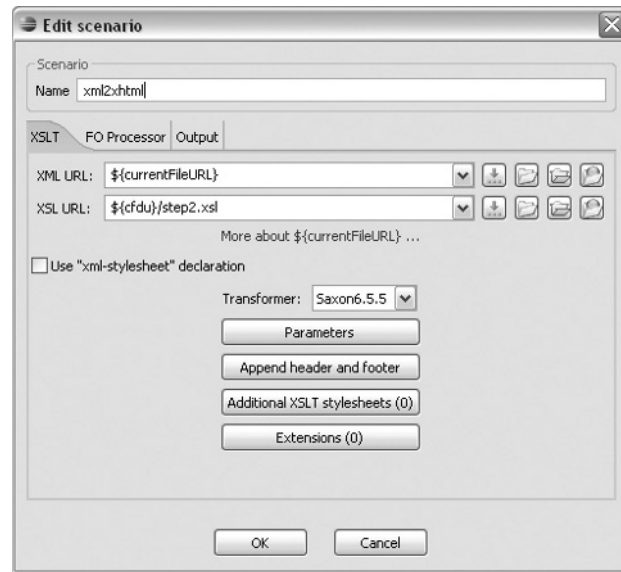 Edit scenario
Scenario
Name xml2xhtml
XSLT FO Processor Output
XML URL: ${currentFileURL}
XSL URL: ${cfdu}/step2.xsl
More about ${currentFileURL} ...
Use "xml-stylesheet" declaration
Transformer: Saxon6.5.5
Parameters
Append header and footer
Additional XSLT stylesheets (0)
Extensions (0)
OK Cancel